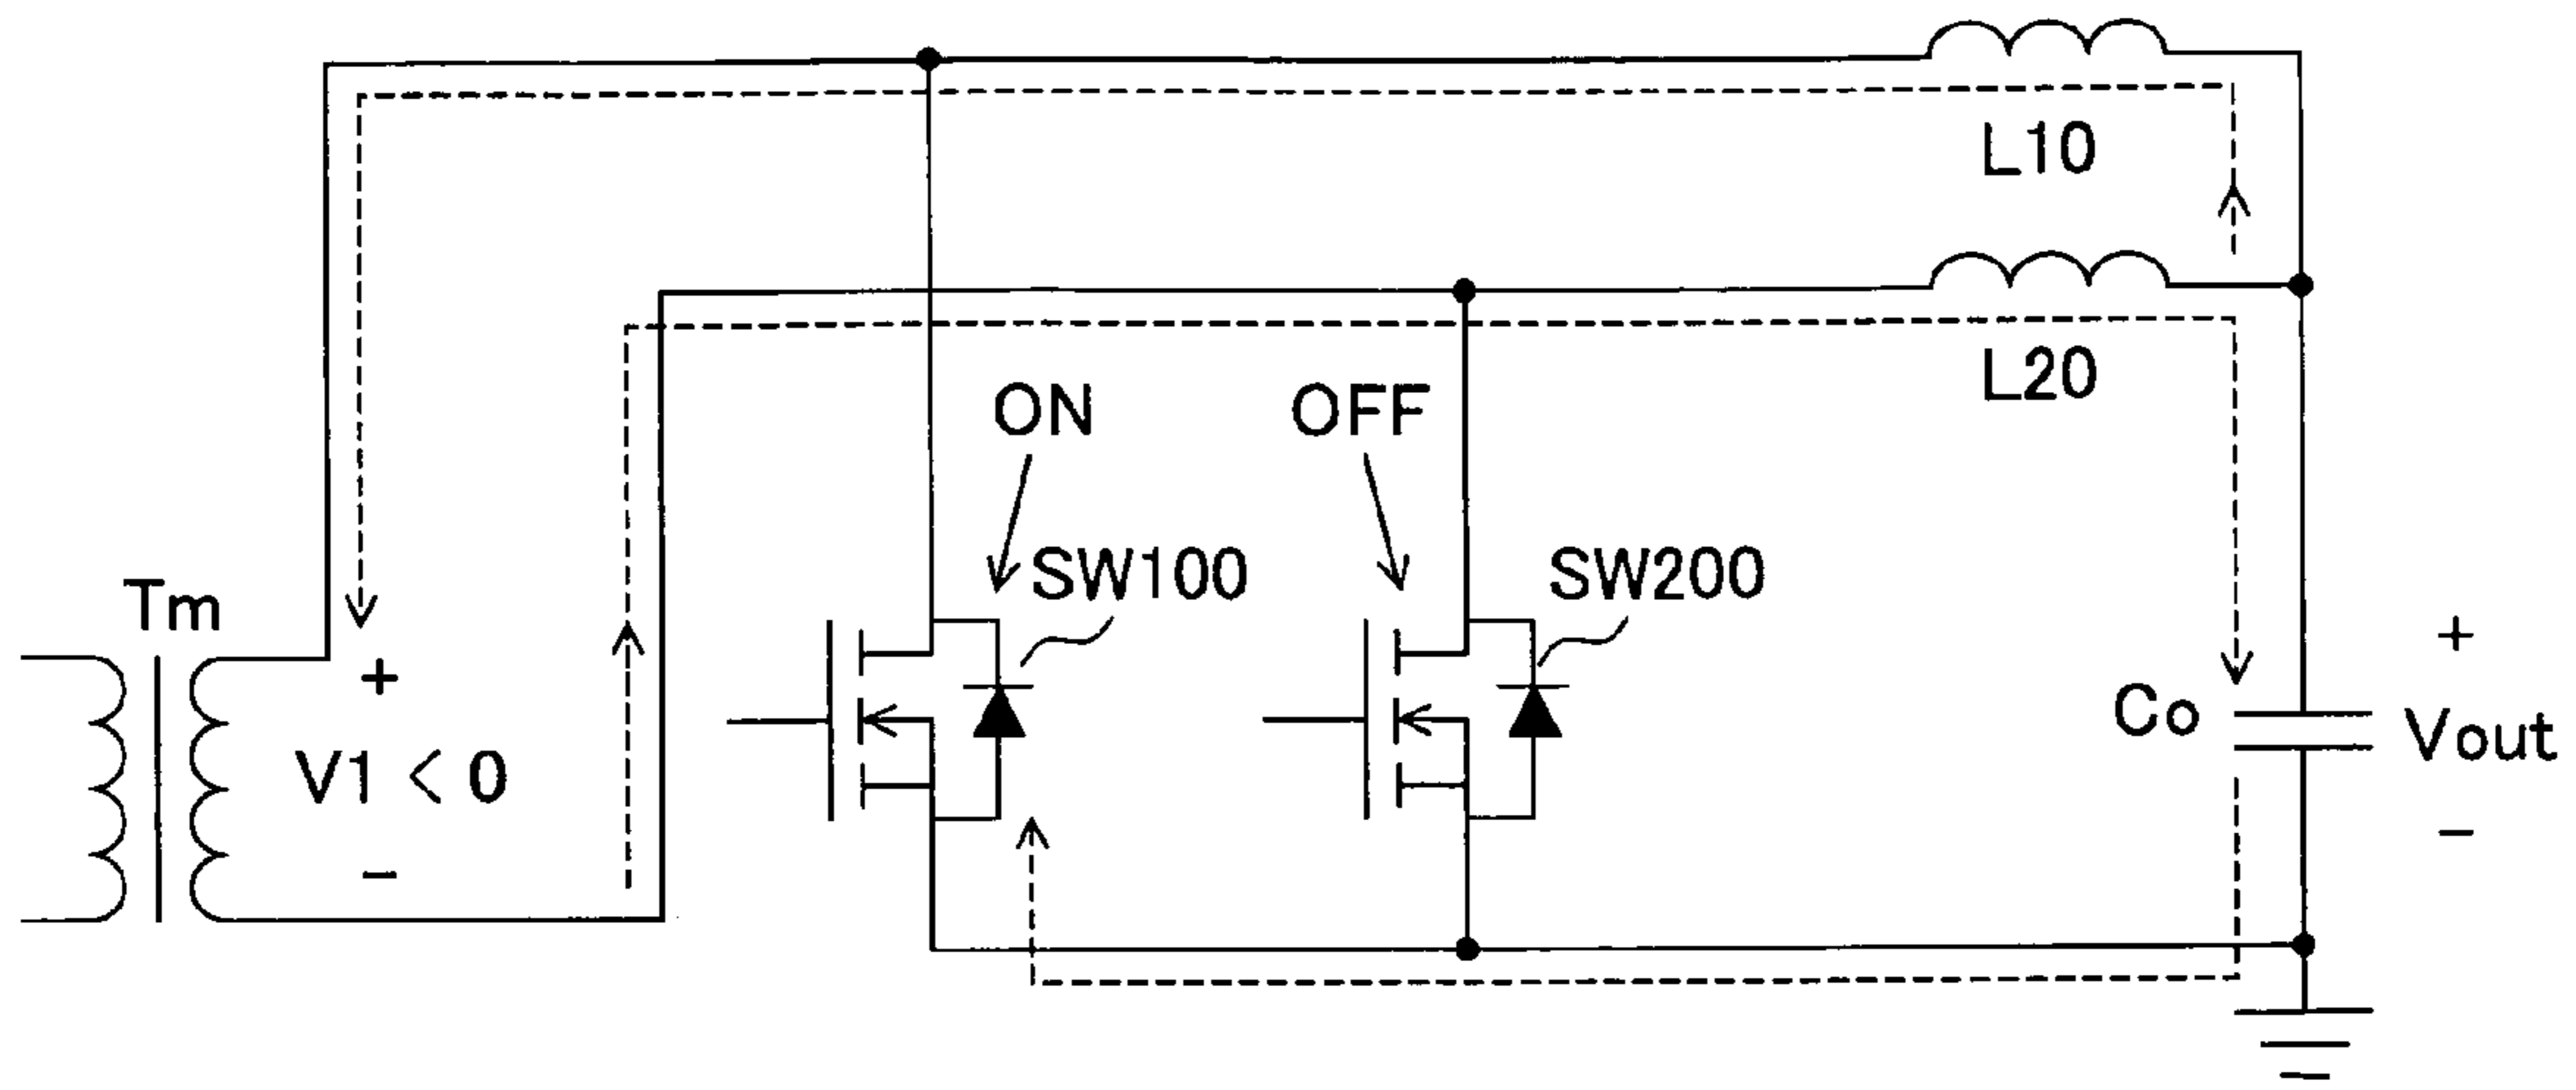 L10
L20
ON
OFF
SW100
SW200
Tm
+
V1 < 0
−
Co
+
Vout
−